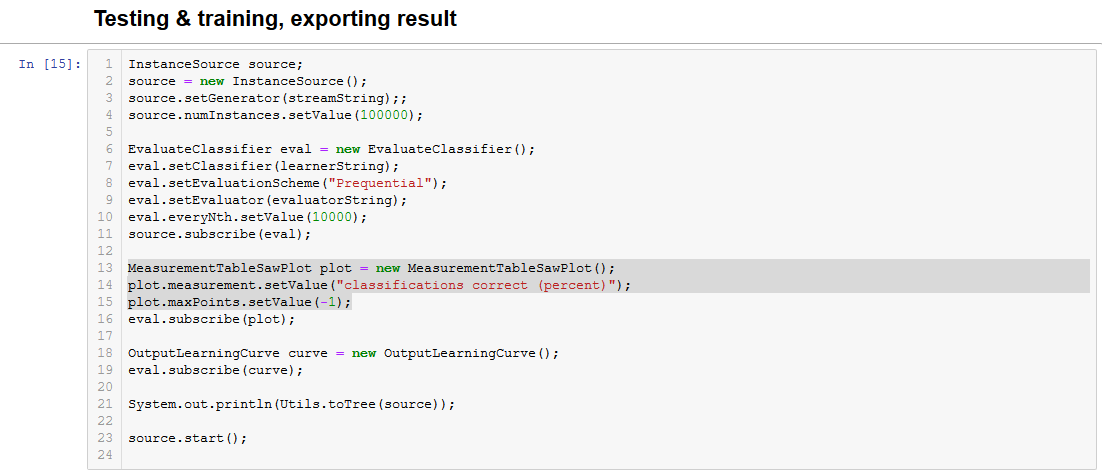 Testing & training, exporting result
In [15]:
1 InstanceSource source;
2 source = new InstanceSource();
3 source.setGenerator(streamString);;
4 source.numInstances.setValue(100000);
5
6 EvaluateClassifier eval = new EvaluateClassifier();
7 eval.setClassifier(learnerString);
8 eval.setEvaluationScheme("Prequential");
9 eval.setEvaluator(evaluatorString);
10 eval.everyNth.setValue(10000);
11 source.subscribe(eval);
12
13 MeasurementTableSawPlot plot = new MeasurementTableSawPlot();
14 plot.measurement.setValue("classifications correct (percent)");
15 plot.maxPoints.setValue(-1);
16 eval.subscribe(plot);
17
18 OutputLearningCurve curve = new OutputLearningCurve();
19 eval.subscribe(curve);
20
21 System.out.println(Utils.toTree(source));
22
23 source.start();
24